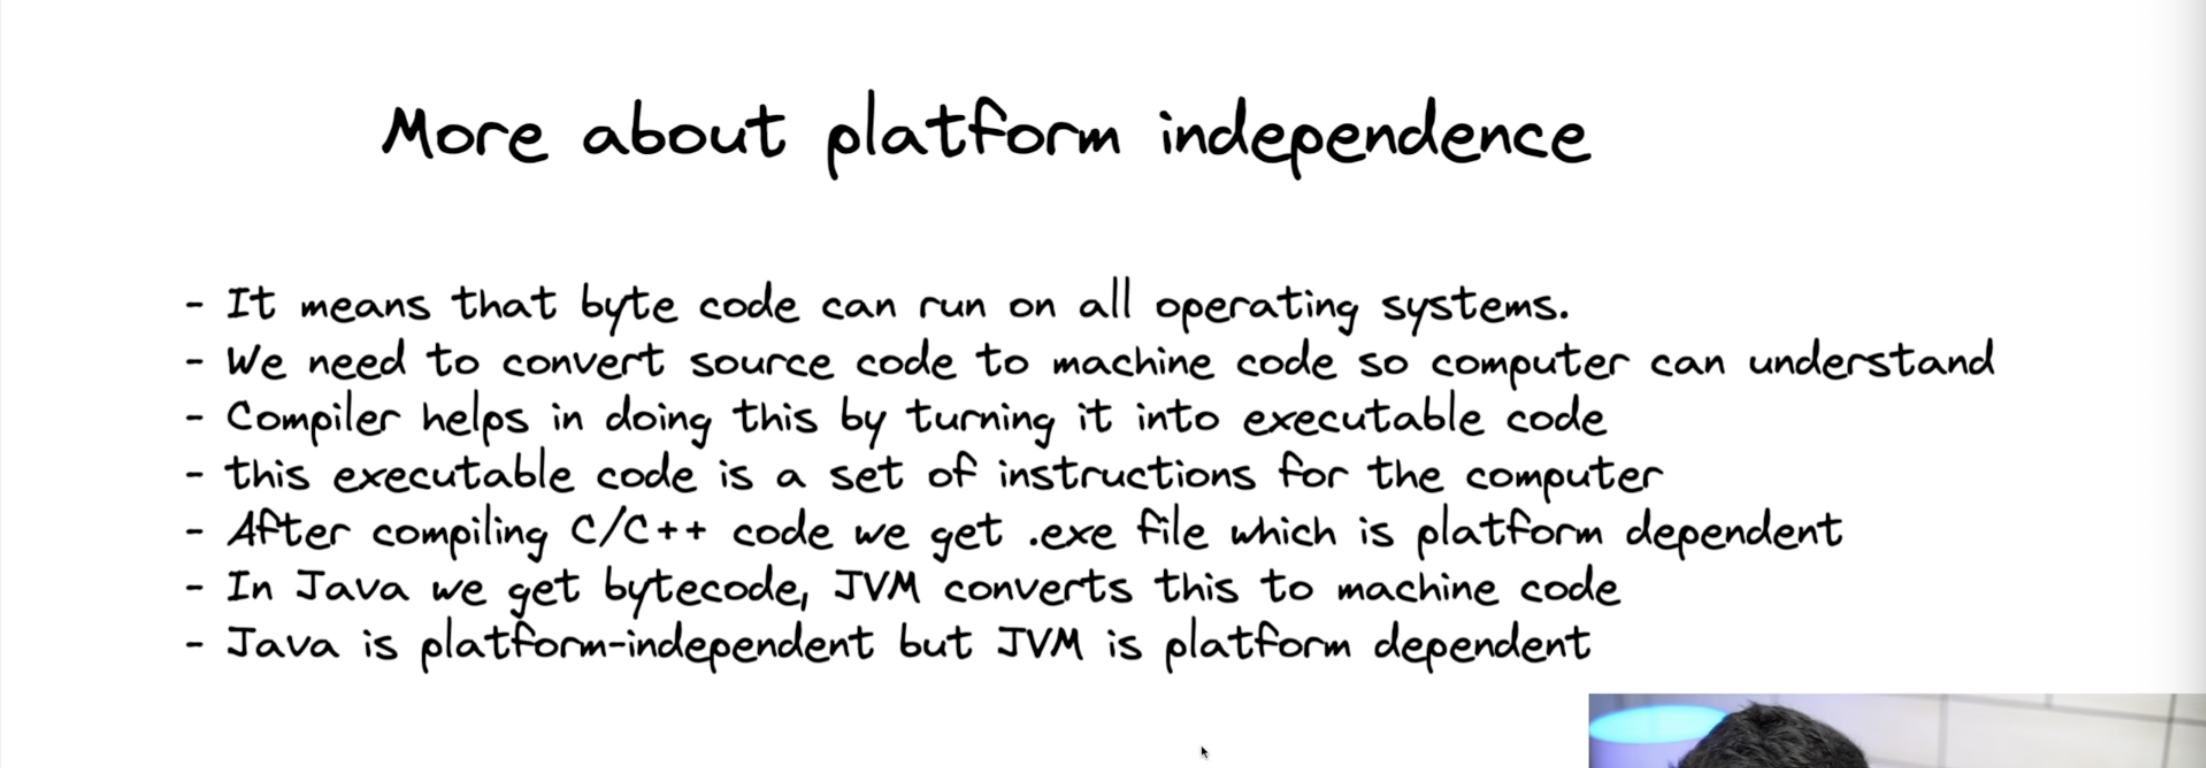 More about platform independence
- It means that byte code can run on all operating systems.
- We need to convert source code to machine code so computer can understand
- Compiler helps in doing this by turning it into executable code
- this executable code is a set of instructions for the computer
- After compiling C/C++ code we get .exe file which is platform dependent
- In Java we get bytecode, JVM converts this to machine code
- Java is platform-independent but JVM is platform dependent